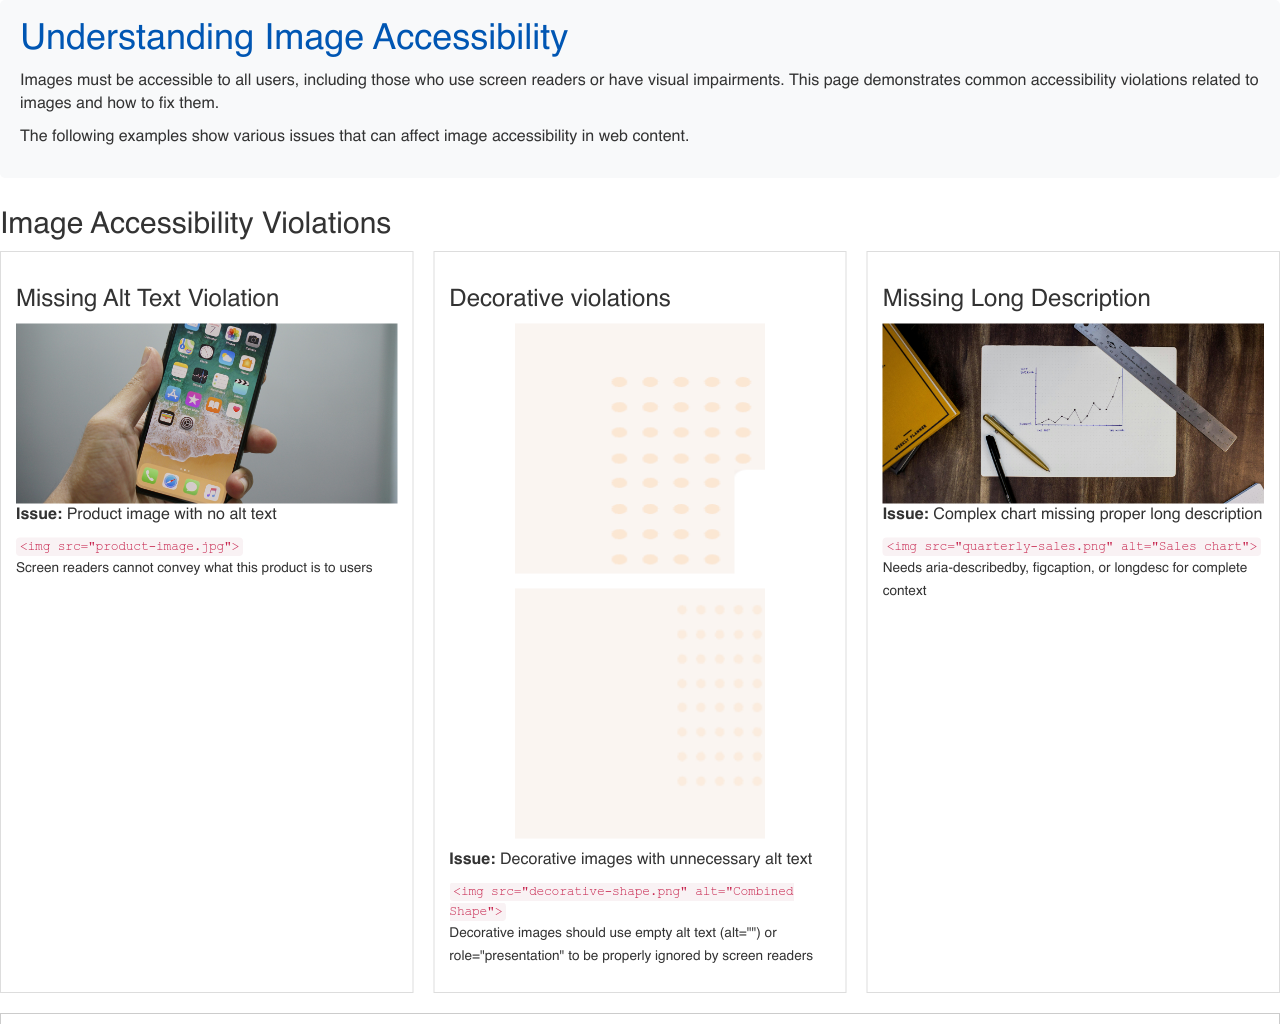 Understanding Image Accessibility
Images must be accessible to all users, including those who use screen readers or have visual impairments. This page demonstrates common accessibility violations related to
images and how to fix them.
The following examples show various issues that can affect image accessibility in web content.
Image Accessibility Violations
Missing Alt Text Violation
Issue: Product image with no alt text
<img src="product-image.jpg">
Screen readers cannot convey what this product is to users
Decorative violations
Issue: Decorative images with unnecessary alt text
<img src="decorative-shape.png" alt="Combined
Shape">
Decorative images should use empty alt text (alt="") or
role="presentation" to be properly ignored by screen readers
Missing Long Description
WEEKLY PLANNER
Issue: Complex chart missing proper long description
<img src="quarterly-sales.png" alt="Sales chart">
Needs aria-describedby, figcaption, or longdesc for complete
context